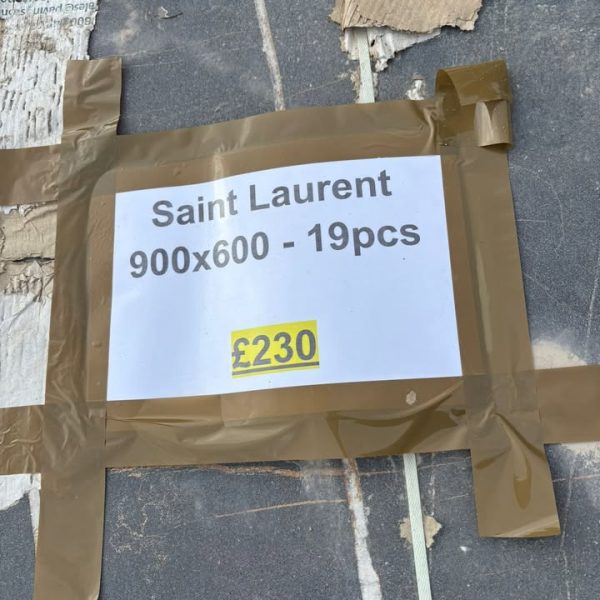 Saint Laurent
900x600 - 19pcs
£230